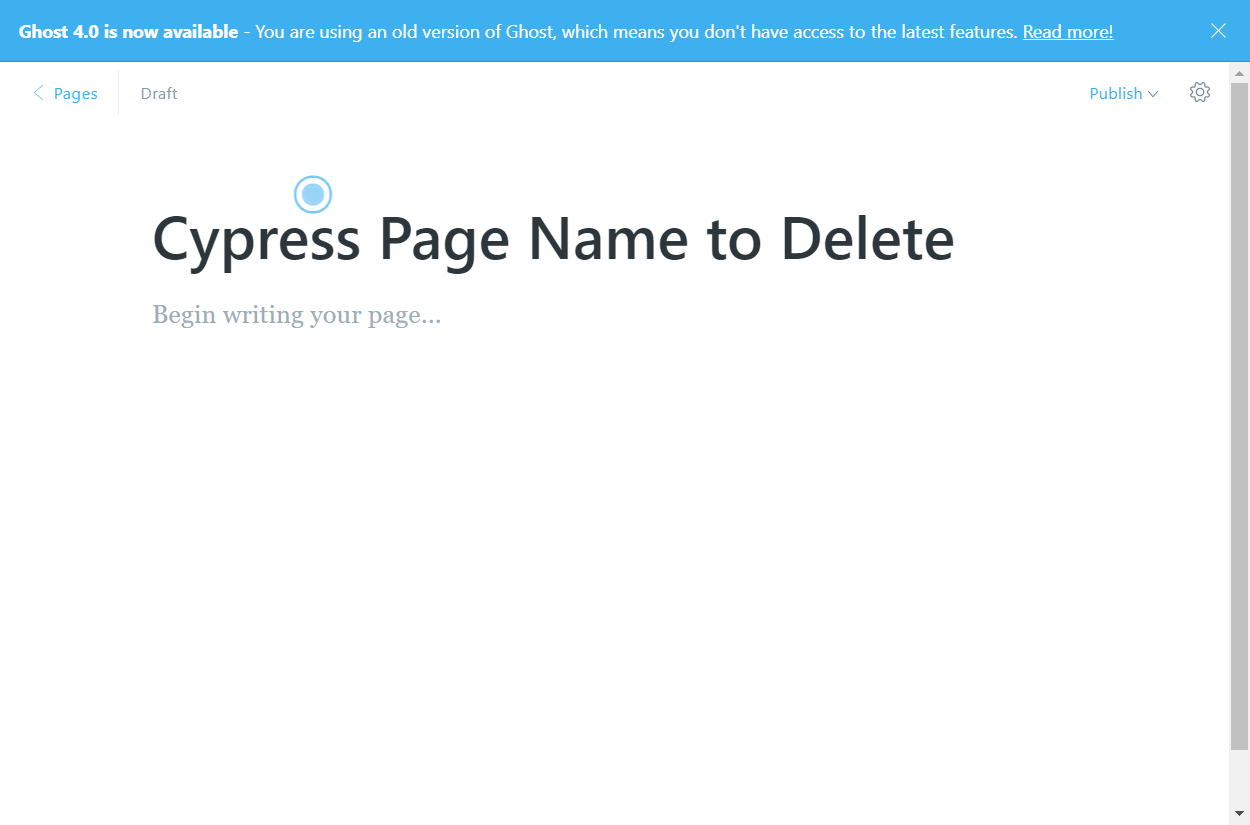 Ghost 4.0 is now available - You are using an old version of Ghost, which means you don't have access to the latest features. Read more!
Pages
Draft
Publish
Cypress Page Name to Delete
Begin writing your page...